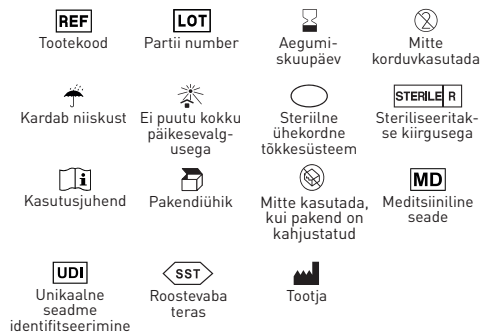 REF
LOT
Tootekood
Partii number
Aegumi-
skuupäev
Mitte
korduvkasutada
2
STERILE R
Kardab niiskust
Ei puutu kokku
päikesevalg-
usega
Steriilne
ühekordne
tõkkesüsteem
Steriliseeritak-
se kiirgusega
i
MD
Kasutusjuhend
Pakendiühik
Mitte kasutada,
kui pakend on
kahjustatud
Meditsiiniline
seade
UDI
SST
Unikaalne
seadme
identifitseerimine
Roostevaba
teras
Tootja